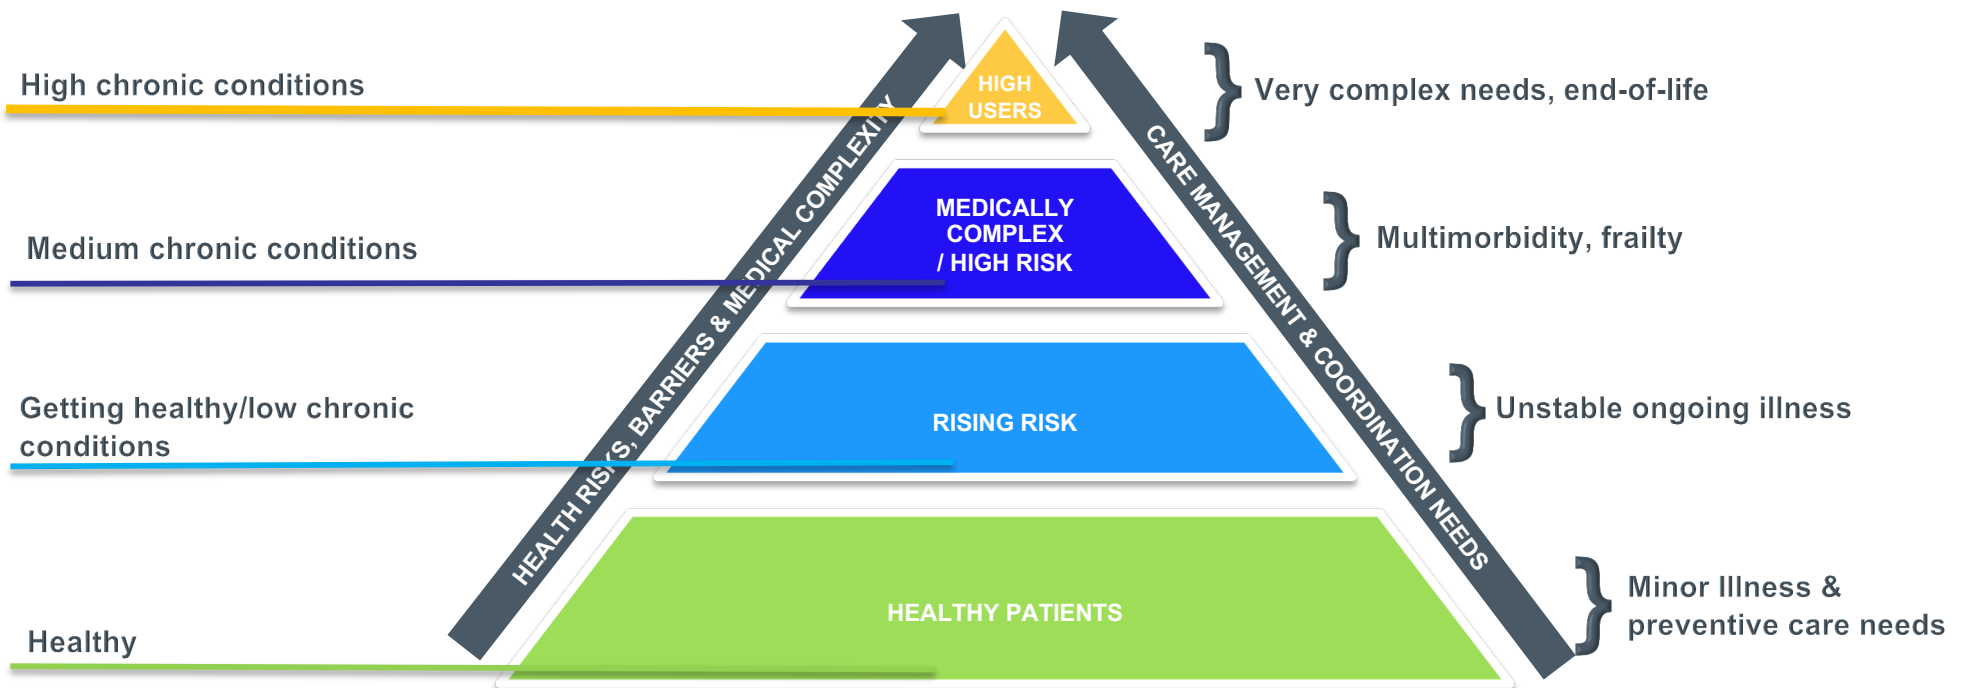 High chronic conditions
HIGH
USERS
Very complex needs, end-of-life
HEALTH RISKS, BARRIERS & MEDICAL COMPLEXITY
CARE MANAGEMENT & COORDINATION NEEDS
Medium chronic conditions
MEDICALLY
COMPLEX
/ HIGH RISK
Multimorbidity, frailty
Getting healthy/low chronic
conditions
RISING RISK
Unstable ongoing illness
Healthy
HEALTHY PATIENTS
Minor Illness &
preventive care needs